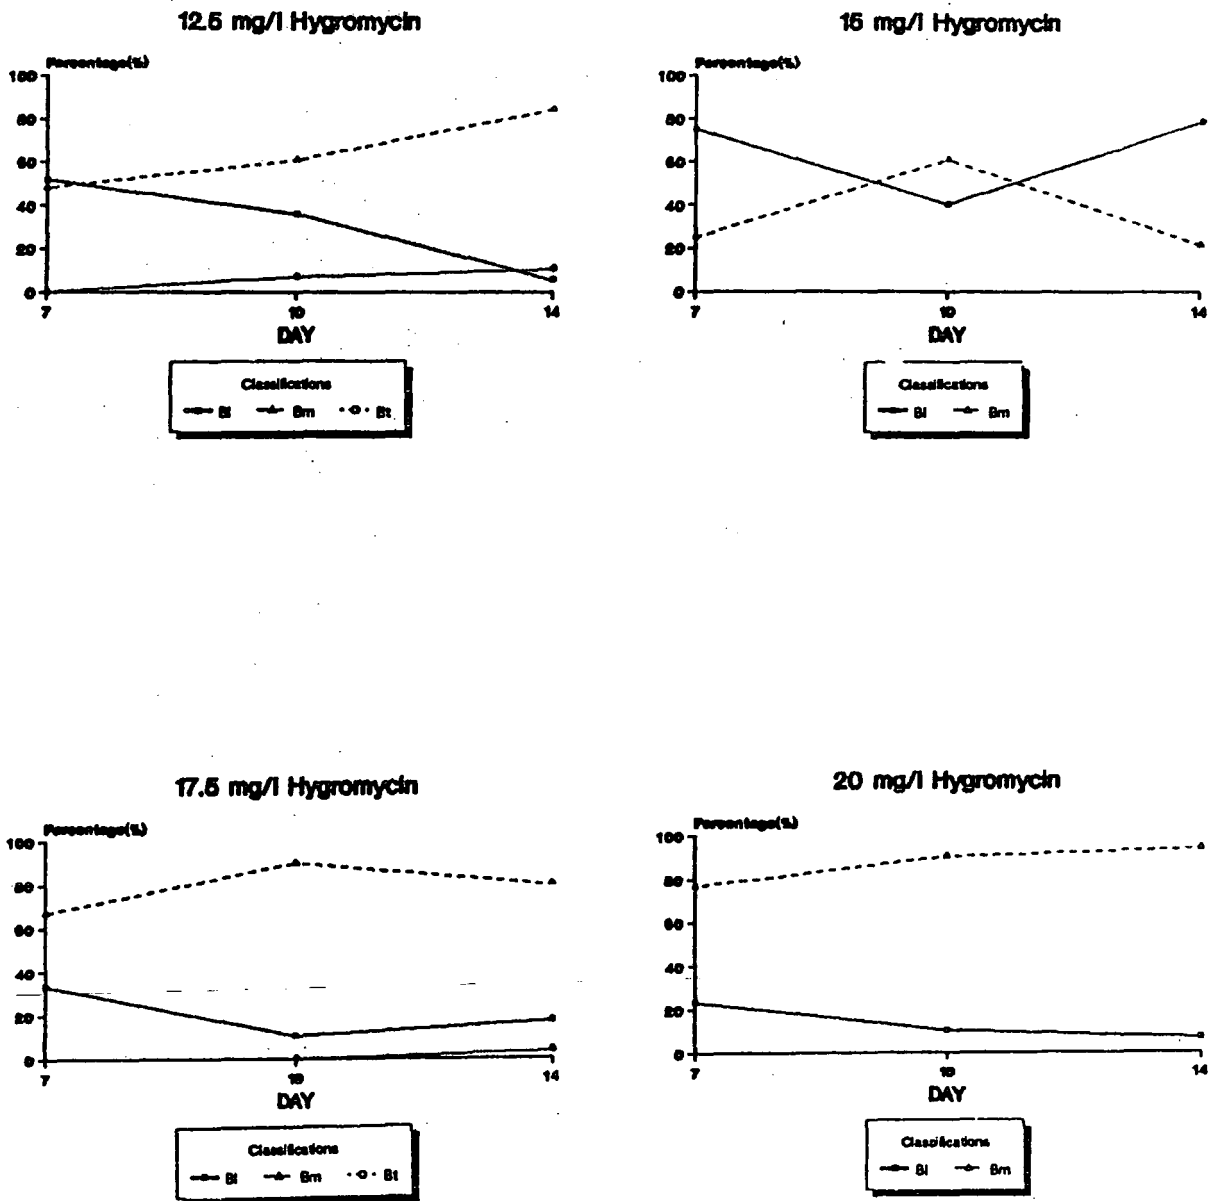 12.5 mg/l Hygromycin
Percentage(%)
100
80
60
40
20
0
7 10 14
DAY
Classifications
Bl Bm Bt
15 mg/l Hygromycin
Percentage(%)
100
80
60
40
20
0
7 10 14
DAY
Classifications
Bl Bm
17.5 mg/l Hygromycin
Percentage(%)
100
80
60
40
20
0
7 10 14
DAY
Classifications
Bl Bm Bt
20 mg/l Hygromycin
Percentage(%)
100
80
60
40
20
0
7 10 14
DAY
Classifications
Bl Bm